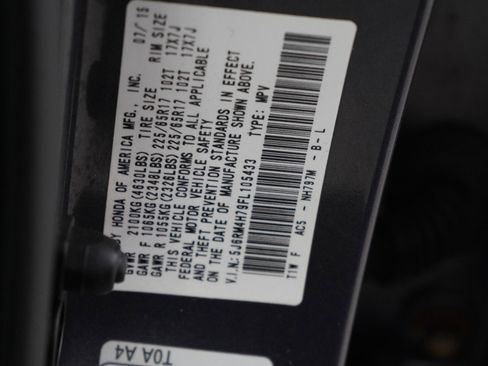 BY HONDA OF AMERICA MFG., INC. 07/15
GVWR 2100KG(4630LBS) TIRE SIZE RIM SIZE
GAWR F 1065KG(2348LBS) 225/65R17 102T 17X7J
GAWR R 1055KG(2326LBS) 225/65R17 102T 17X7J
THIS VEHICLE CONFORMS TO ALL APPLICABLE
FEDERAL MOTOR VEHICLE SAFETY
AND THEFT PREVENTION STANDARDS IN EFFECT
ON THE DATE OF MANUFACTURE SHOWN ABOVE.
V.I.N:5J6RM4H79FL105433 TYPE: MPV
TIW F AC5 - NH797M - B - L
T0A A4